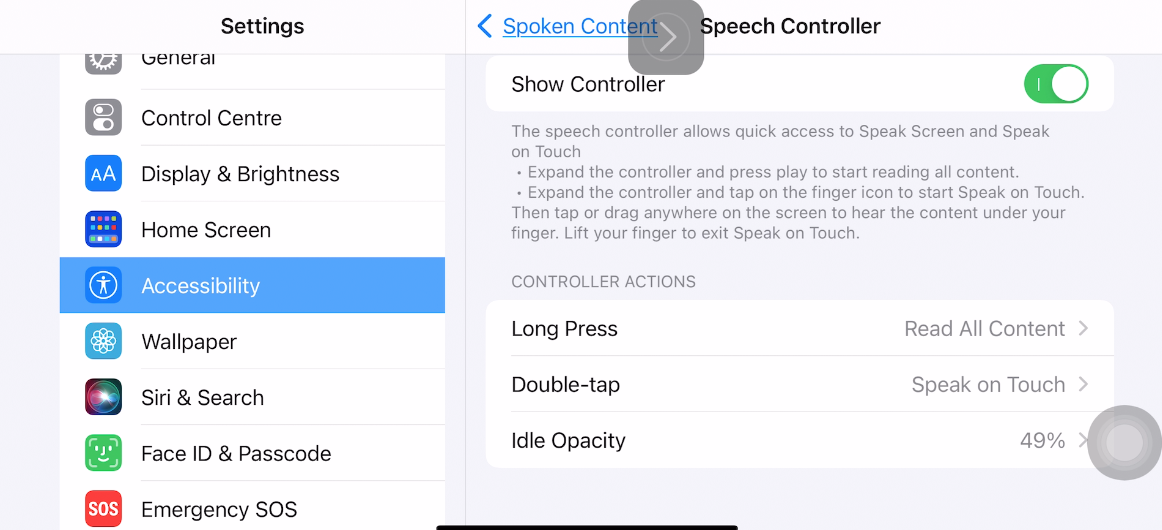 Settings
General
Control Centre
AA
Display & Brightness
Home Screen
Accessibility
Wallpaper
Siri & Search
Face ID & Passcode
SOS
Emergency SOS
Spoken Content
Speech Controller
Show Controller
The speech controller allows quick access to Speak Screen and Speak
on Touch
• Expand the controller and press play to start reading all content.
• Expand the controller and tap on the finger icon to start Speak on Touch.
Then tap or drag anywhere on the screen to hear the content under your
finger. Lift your finger to exit Speak on Touch.
CONTROLLER ACTIONS
Long Press Read All Content
Double-tap Speak on Touch
Idle Opacity 49%